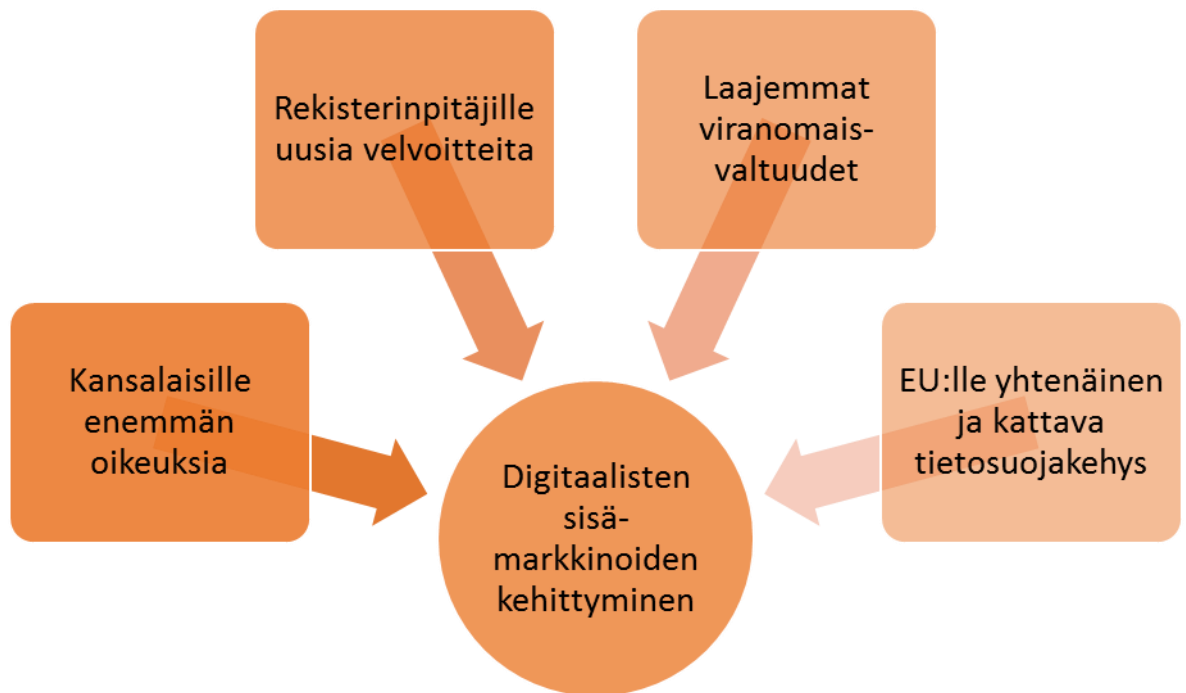 Rekisterinpitäjille
uusia velvoitteita
Laajemmat
viranomais-
valtuudet
Kansalaisille
enemmän
oikeuksia
EU:lle yhtenäinen
ja kattava
tietosuojakehys
Digitaalisten
sisä-
markkinoiden
kehittyminen